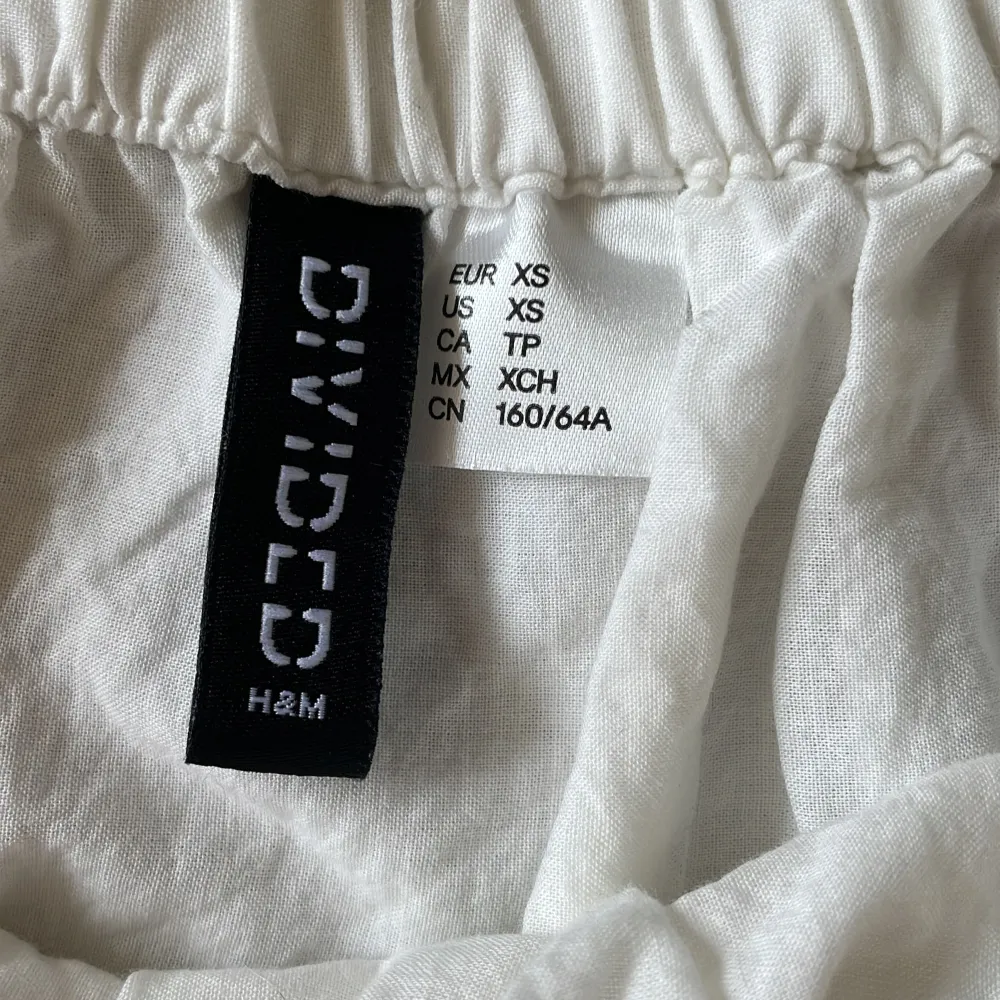 DIVIDED
H&M
EUR XS
US XS
CA TP
MX XCH
CN 160/64A